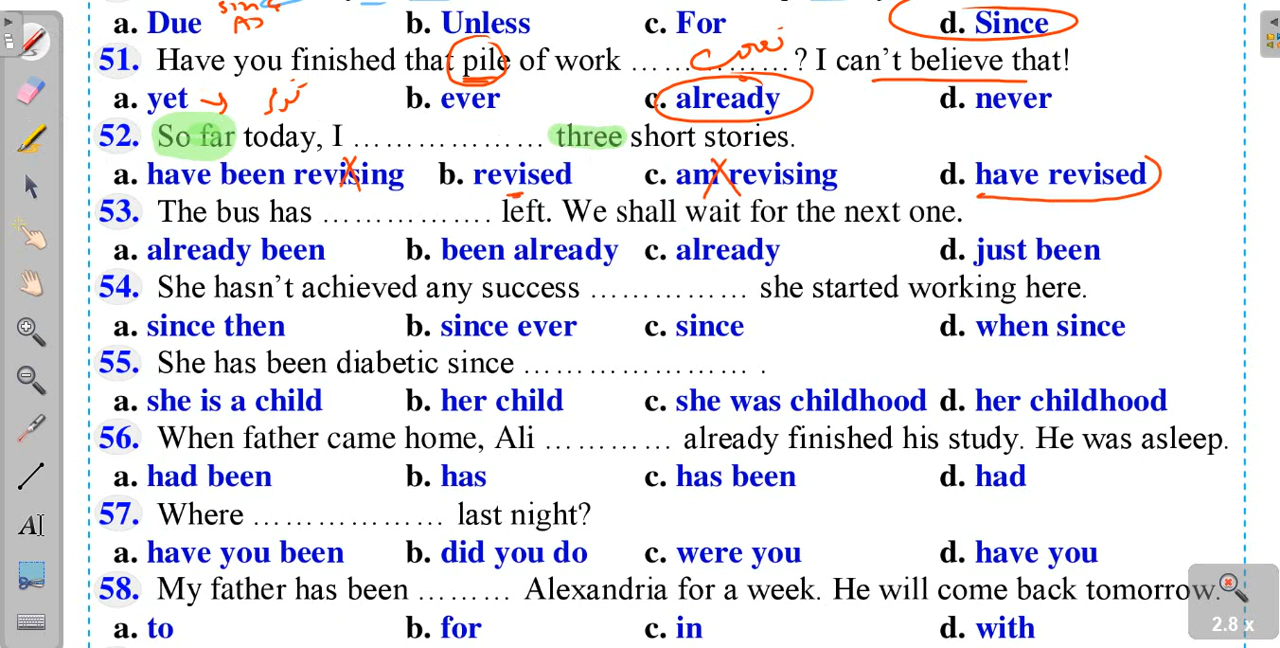 a. Due b. Unless c. For d. Since
51. Have you finished that pile of work ……………? I can't believe that!
a. yet b. ever c. already d. never
52. So far today, I ……………… three short stories.
a. have been revising b. revised c. am revising d. have revised
53. The bus has …………… left. We shall wait for the next one.
a. already been b. been already c. already d. just been
54. She hasn't achieved any success …………… she started working here.
a. since then b. since ever c. since d. when since
55. She has been diabetic since ………………… .
a. she is a child b. her child c. she was childhood d. her childhood
56. When father came home, Ali ………… already finished his study. He was asleep.
a. had been b. has c. has been d. had
57. Where ……………… last night?
a. have you been b. did you do c. were you d. have you
58. My father has been ……… Alexandria for a week. He will come back tomorrow.
a. to b. for c. in d. with
2.8 x